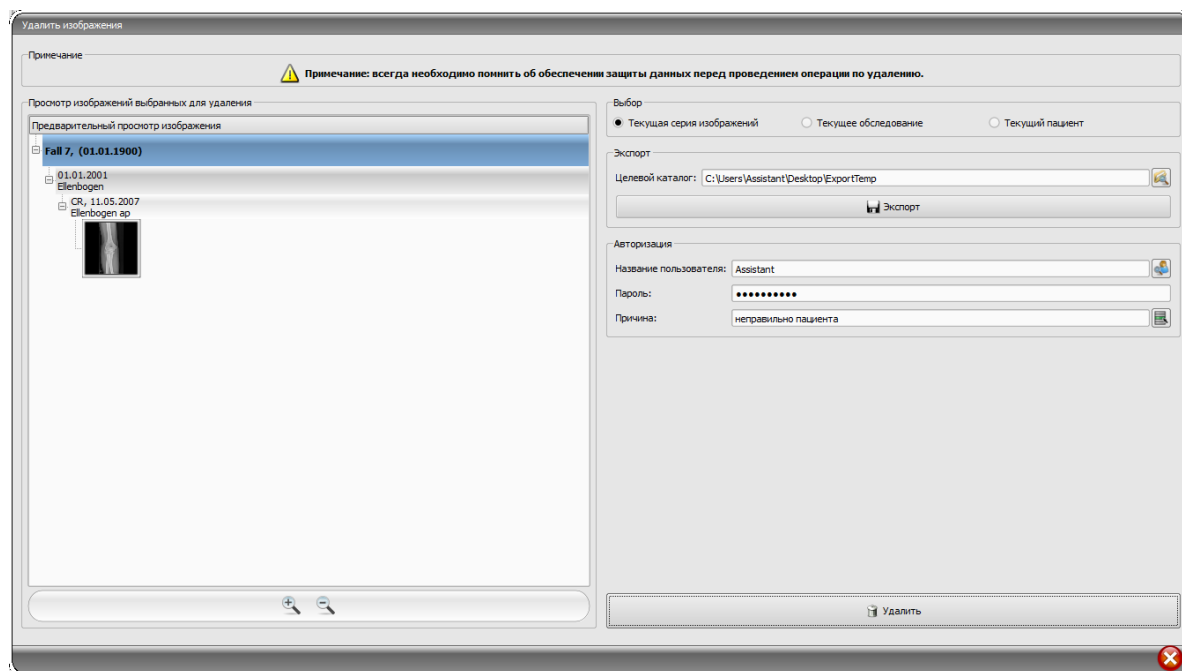 Удалить изображения
Примечание
Примечание: всегда необходимо помнить об обеспечении защиты данных перед проведением операции по удалению.
Просмотр изображений выбранных для удаления
Предварительный просмотр изображения
Fall 7, (01.01.1900)
01.01.2001
Ellenbogen
CR, 11.05.2007
Ellenbogen ap
Выбор
Текущая серия изображений
Текущее обследование
Текущий пациент
Экспорт
Целевой каталог: C:\Users\Assistant\Desktop\ExportTemp
Экспорт
Авторизация
Название пользователя: Assistant
Пароль: ●●●●●●●●●●
Причина: неправильно пациента
Удалить